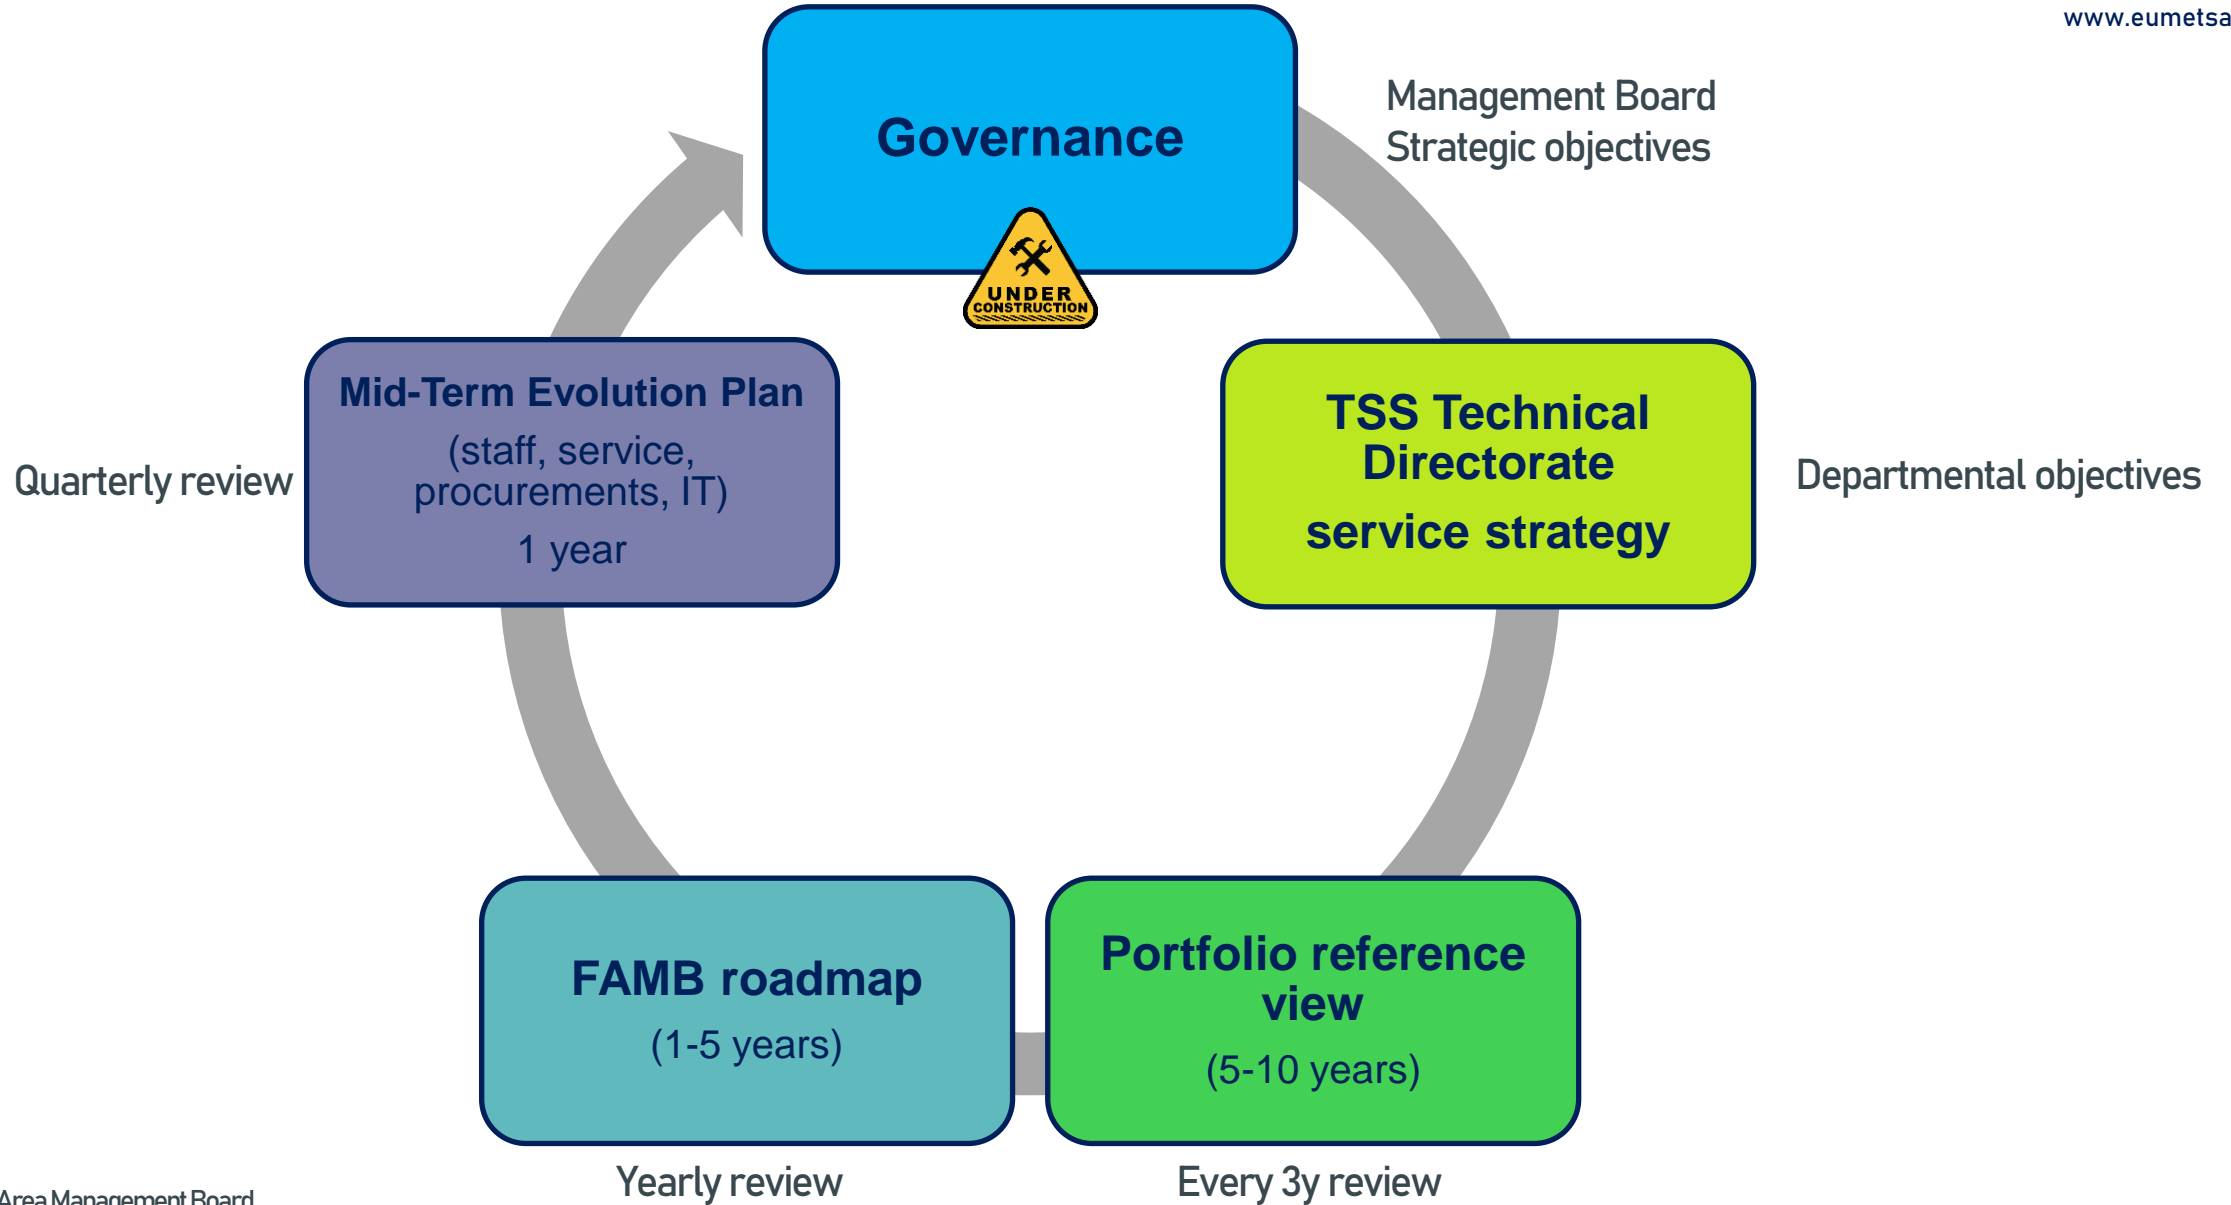 www.eumetsa
Governance
UNDER
CONSTRUCTION
Management Board
Strategic objectives
Mid-Term Evolution Plan
(staff, service,
procurements, IT)
1 year
Quarterly review
TSS Technical
Directorate
service strategy
Departmental objectives
FAMB roadmap
(1-5 years)
Portfolio reference
view
(5-10 years)
Yearly review
Every 3y review
Area Management Board